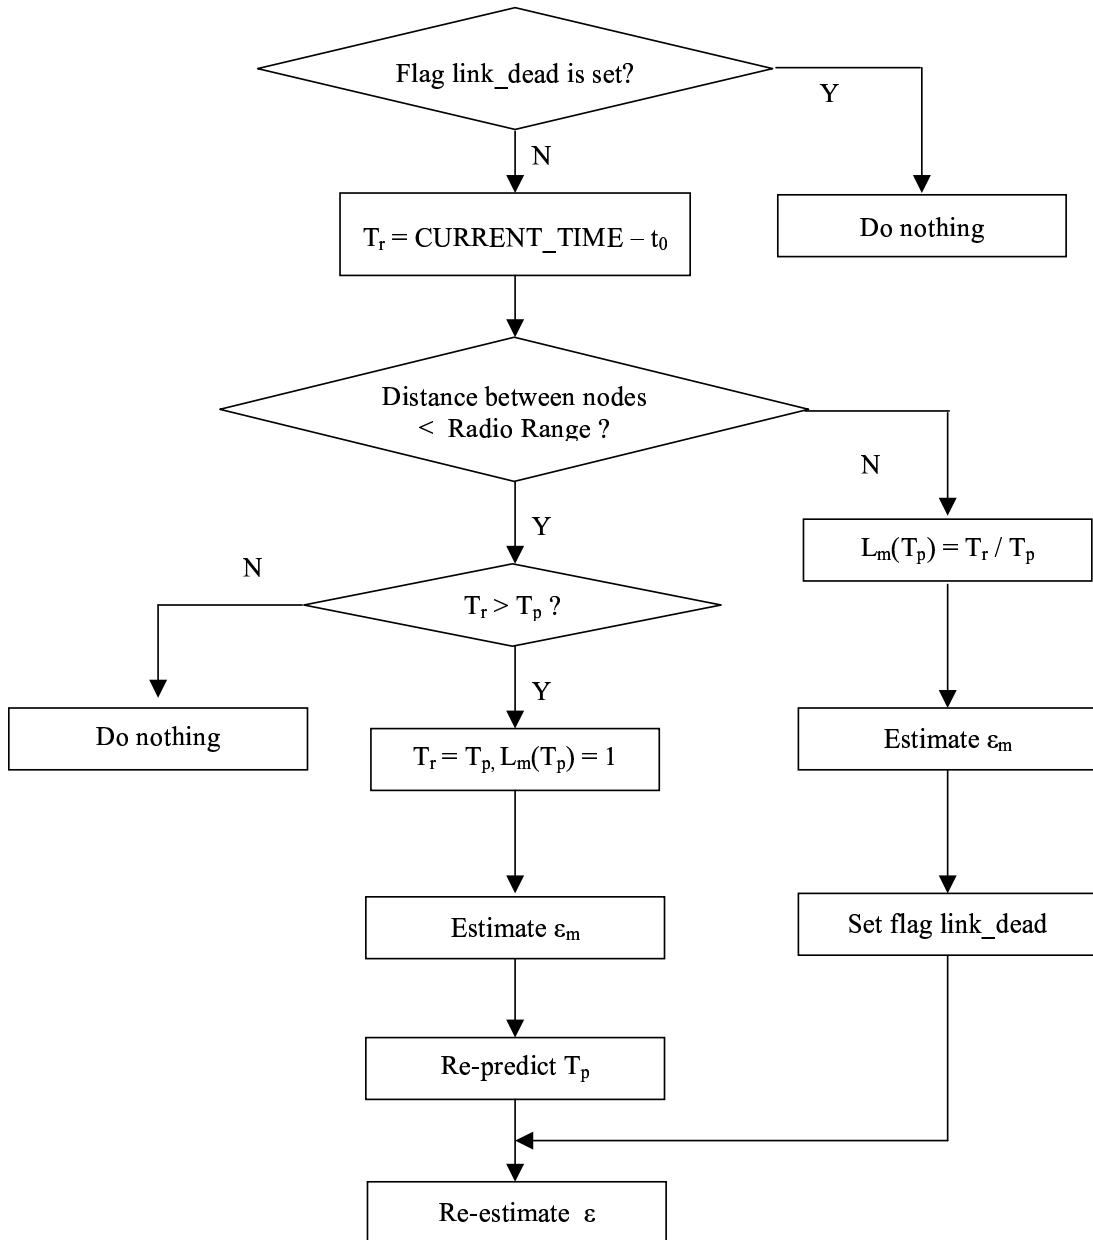 Flag link_dead is set?
Y
N
Tᵣ = CURRENT_TIME – t₀
Do nothing
Distance between nodes
< Radio Range ?
N
Y
Lₘ(Tₚ) = Tᵣ / Tₚ
N
Tᵣ > Tₚ ?
Y
Do nothing
Tᵣ = Tₚ, Lₘ(Tₚ) = 1
Estimate εₘ
Estimate εₘ
Set flag link_dead
Re-predict Tₚ
Re-estimate ε